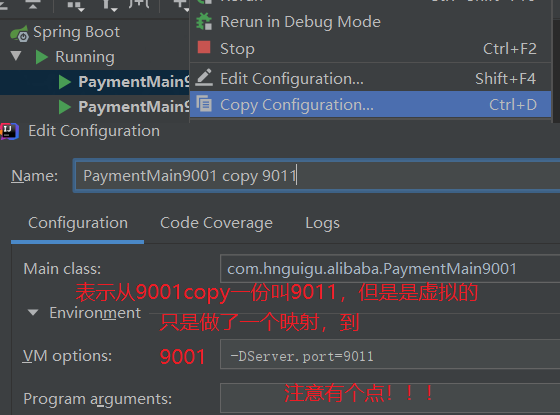 Rerun in Debug Mode
Spring Boot
Running
Stop Ctrl+F2
PaymentMain9
Edit Configuration... Shift+F4
PaymentMain9
Copy Configuration... Ctrl+D
Edit Configuration
Name: PaymentMain9001 copy 9011
Configuration Code Coverage Logs
Main class: com.hnguigu.alibaba.PaymentMain9001
表示从9001copy一份叫9011，但是是虚拟的
Environment
只是做了一个映射，到
VM options: 9001 -DServer.port=9011
注意有个点！！！
Program arguments: